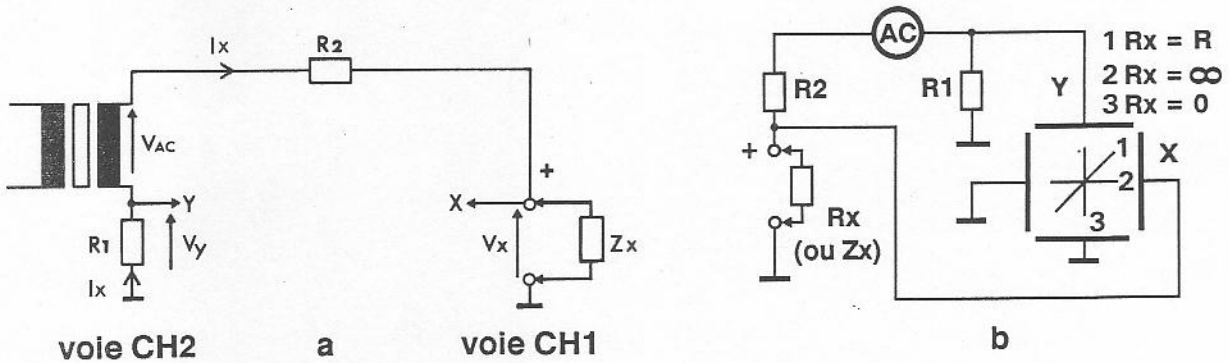 Ix
R2
VAC
+
Y
X
R1
Vy
Vx
Zx
Ix
voie CH2
a
voie CH1
AC
1 Rx = R
2 Rx = ∞
3 Rx = 0
R2
R1
Y
+
X
1
2
3
Rx
(ou Zx)
b